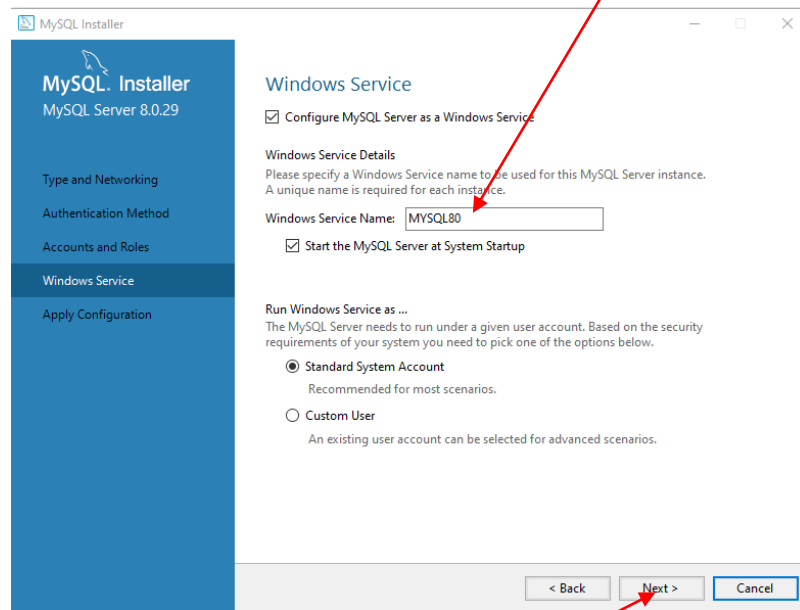 MySQL Installer
MySQL. Installer
MySQL Server 8.0.29
Type and Networking
Authentication Method
Accounts and Roles
Windows Service
Apply Configuration
Windows Service
Configure MySQL Server as a Windows Service
Windows Service Details
Please specify a Windows Service name to be used for this MySQL Server instance.
A unique name is required for each instance.
Windows Service Name: MYSQL80
Start the MySQL Server at System Startup
Run Windows Service as ...
The MySQL Server needs to run under a given user account. Based on the security
requirements of your system you need to pick one of the options below.
Standard System Account
Recommended for most scenarios.
Custom User
An existing user account can be selected for advanced scenarios.
< Back Next > Cancel